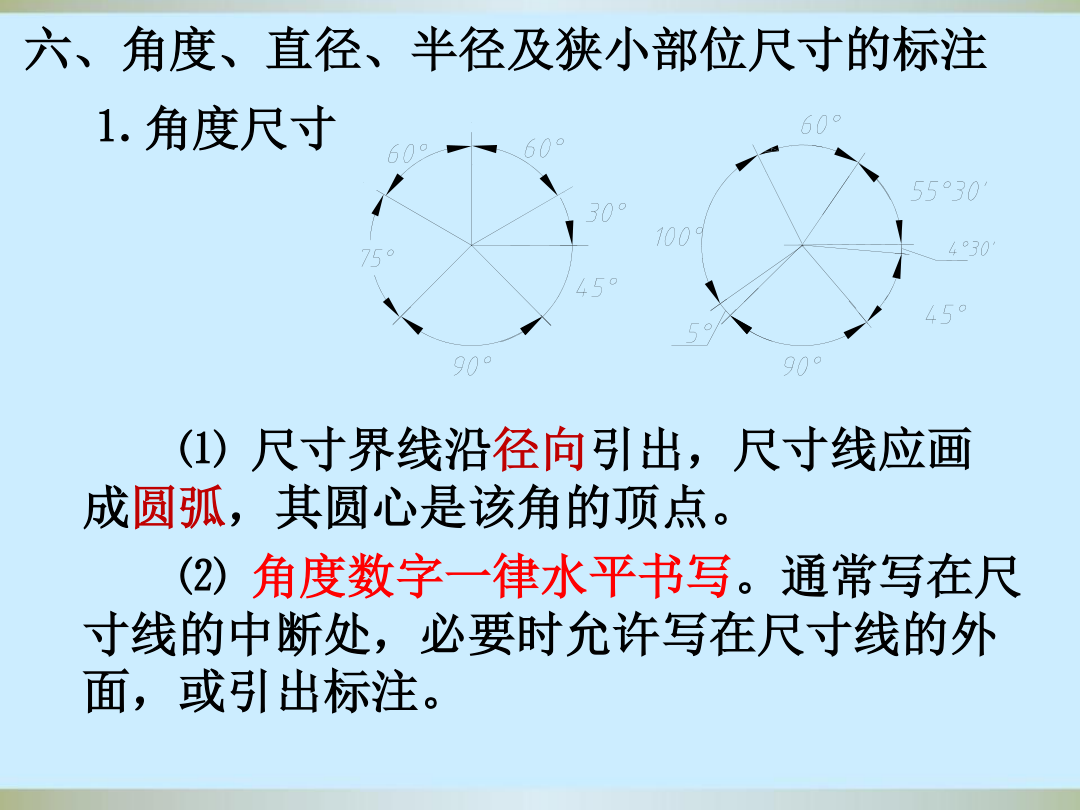 六、角度、直径、半径及狭小部位尺寸的标注
1.角度尺寸
60°
60°
30°
75°
45°
90°
60°
55°30′
100°
4°30′
45°
5°
90°
⑴ 尺寸界线沿径向引出，尺寸线应画
成圆弧，其圆心是该角的顶点。
⑵ 角度数字一律水平书写。通常写在尺
寸线的中断处，必要时允许写在尺寸线的外
面，或引出标注。